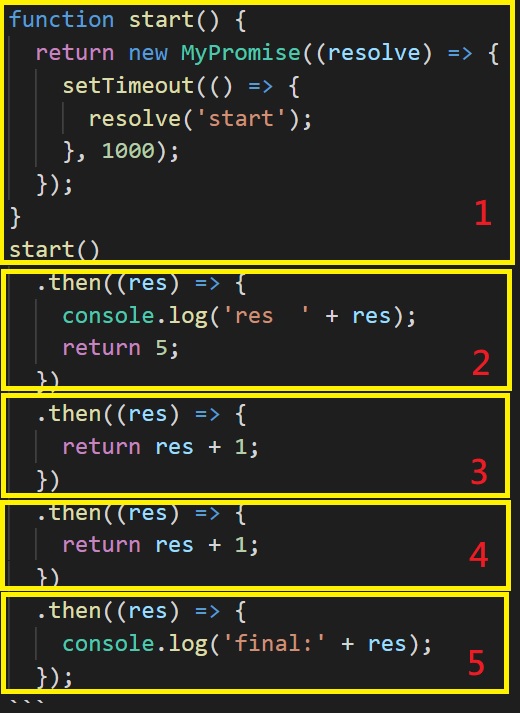 function start() {
  return new MyPromise((resolve) => {
    setTimeout(() => {
      resolve('start');
    }, 1000);
  });
}
1
start()
  .then((res) => {
    console.log('res  ' + res);
    return 5;
2
  })
  .then((res) => {
    return res + 1;
3
  })
  .then((res) => {
    return res + 1;
4
  })
  .then((res) => {
    console.log('final:' + res);
5
  });
```